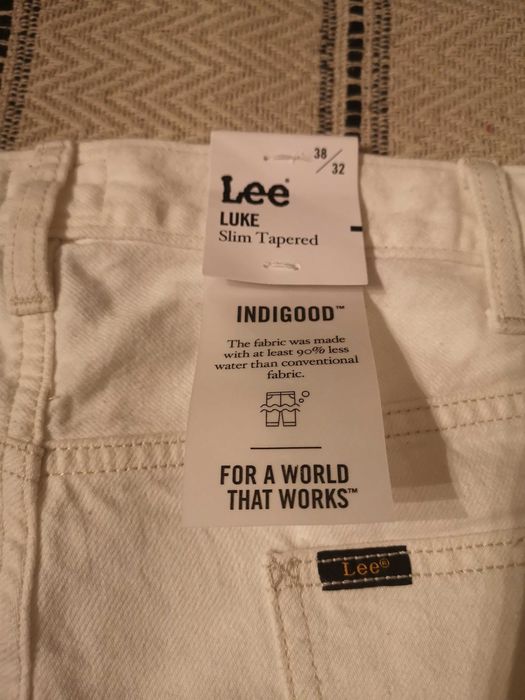 38/32
Lee®
LUKE
Slim Tapered
INDIGOOD™
The fabric was made
with at least 90% less
water than conventional
fabric.
FOR A WORLD
THAT WORKS™
Lee®